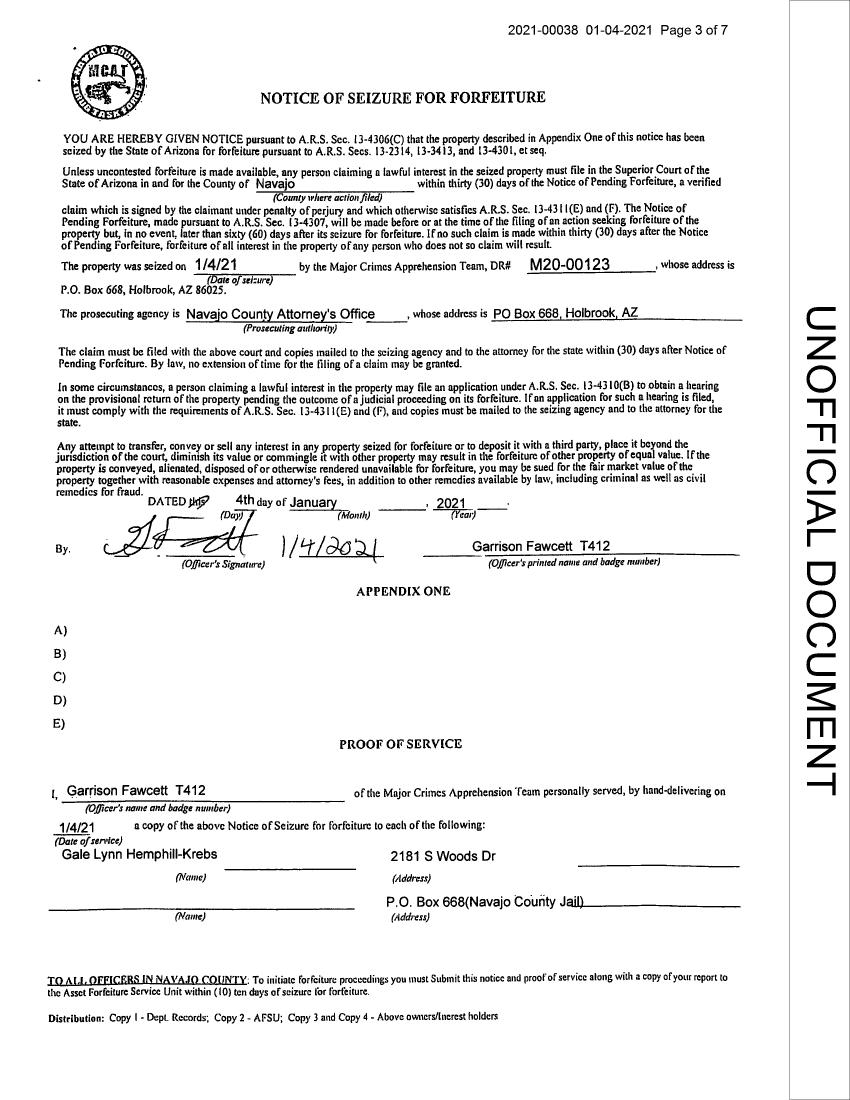 2021-00038 01-04-2021 Page 3 of 7
NAVAJO COUNTY
MCAT
DRUG TASK FORCE
NOTICE OF SEIZURE FOR FORFEITURE
YOU ARE HEREBY GIVEN NOTICE pursuant to A.R.S. Sec. 13-4306(C) that the property described in Appendix One of this notice has been
seized by the State of Arizona for forfeiture pursuant to A.R.S. Secs. 13-2314, 13-3413, and 13-4301, et seq.
Unless uncontested forfeiture is made available, any person claiming a lawful interest in the seized property must file in the Superior Court of the
State of Arizona in and for the County of Navajo within thirty (30) days of the Notice of Pending Forfeiture, a verified
(County where action filed)
claim which is signed by the claimant under penalty of perjury and which otherwise satisfies A.R.S. Sec. 13-4311(E) and (F). The Notice of
Pending Forfeiture, made pursuant to A.R.S. Sec. 13-4307, will be made before or at the time of the filing of an action seeking forfeiture of the
property but, in no event, later than sixty (60) days after its seizure for forfeiture. If no such claim is made within thirty (30) days after the Notice
of Pending Forfeiture, forfeiture of all interest in the property of any person who does not so claim will result.
The property was seized on 1/4/21 by the Major Crimes Apprehension Team, DR# M20-00123, whose address is
(Date of seizure)
P.O. Box 668, Holbrook, AZ 86025.
The prosecuting agency is Navajo County Attorney's Office, whose address is PO Box 668, Holbrook, AZ
(Prosecuting authority)
The claim must be filed with the above court and copies mailed to the seizing agency and to the attorney for the state within (30) days after Notice of
Pending Forfeiture. By law, no extension of time for the filing of a claim may be granted.
In some circumstances, a person claiming a lawful interest in the property may file an application under A.R.S. Sec. 13-4310(B) to obtain a hearing
on the provisional return of the property pending the outcome of a judicial proceeding on its forfeiture. If an application for such a hearing is filed,
it must comply with the requirements of A.R.S. Sec. 13-4311(E) and (F), and copies must be mailed to the seizing agency and to the attorney for the
state.
Any attempt to transfer, convey or sell any interest in any property seized for forfeiture or to deposit it with a third party, place it beyond the
jurisdiction of the court, diminish its value or commingle it with other property may result in the forfeiture of other property of equal value. If the
property is conveyed, alienated, disposed of or otherwise rendered unavailable for forfeiture, you may be sued for the fair market value of the
property together with reasonable expenses and attorney's fees, in addition to other remedies available by law, including criminal as well as civil
remedies for fraud.
DATED this 4th day of January, 2021.
(Day) (Month) (Year)
By. 1/4/2021 Garrison Fawcett T412
(Officer's Signature) (Officer's printed name and badge number)
APPENDIX ONE
A)
B)
C)
D)
E)
PROOF OF SERVICE
I, Garrison Fawcett T412 of the Major Crimes Apprehension Team personally served, by hand-delivering on
(Officer's name and badge number)
1/4/21 a copy of the above Notice of Seizure for forfeiture to each of the following:
(Date of service)
Gale Lynn Hemphill-Krebs 2181 S Woods Dr
(Name) (Address)
P.O. Box 668(Navajo County Jail)
(Name) (Address)
TO ALL OFFICERS IN NAVAJO COUNTY: To initiate forfeiture proceedings you must Submit this notice and proof of service along with a copy of your report to
the Asset Forfeiture Service Unit within (10) ten days of seizure for forfeiture.
Distribution: Copy 1 - Dept. Records; Copy 2 - AFSU; Copy 3 and Copy 4 - Above owners/Inerest holders
UNOFFICIAL DOCUMENT